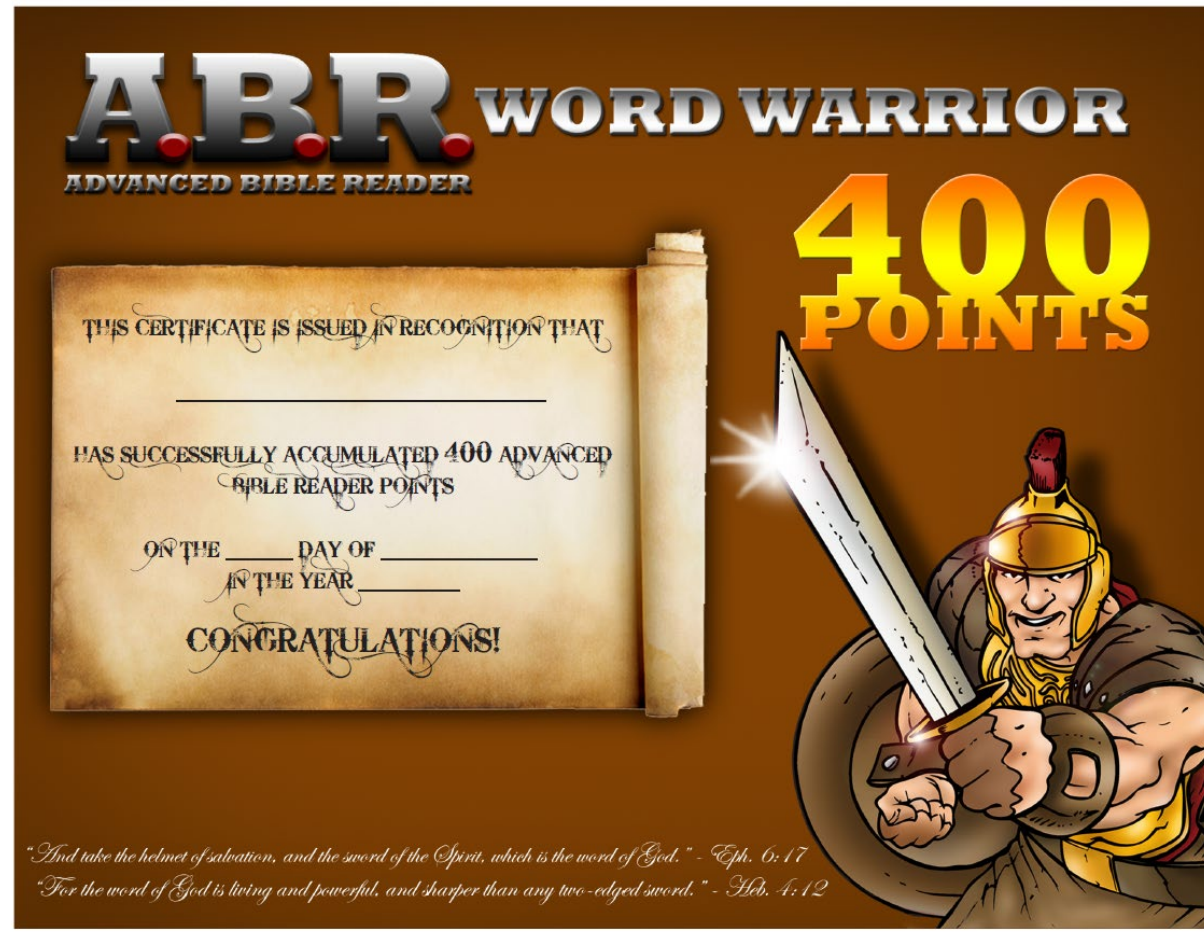 A.B.R. WORD WARRIOR
ADVANCED BIBLE READER
400
POINTS
THIS CERTIFICATE IS ISSUED IN RECOGNITION THAT
HAS SUCCESSFULLY ACCUMULATED 400 ADVANCED
BIBLE READER POINTS
ON THE _____ DAY OF ____________
IN THE YEAR ________
CONGRATULATIONS!
"And take the helmet of salvation, and the sword of the Spirit, which is the word of God." - Eph. 6:17
"For the word of God is living and powerful, and sharper than any two-edged sword." - Heb. 4:12